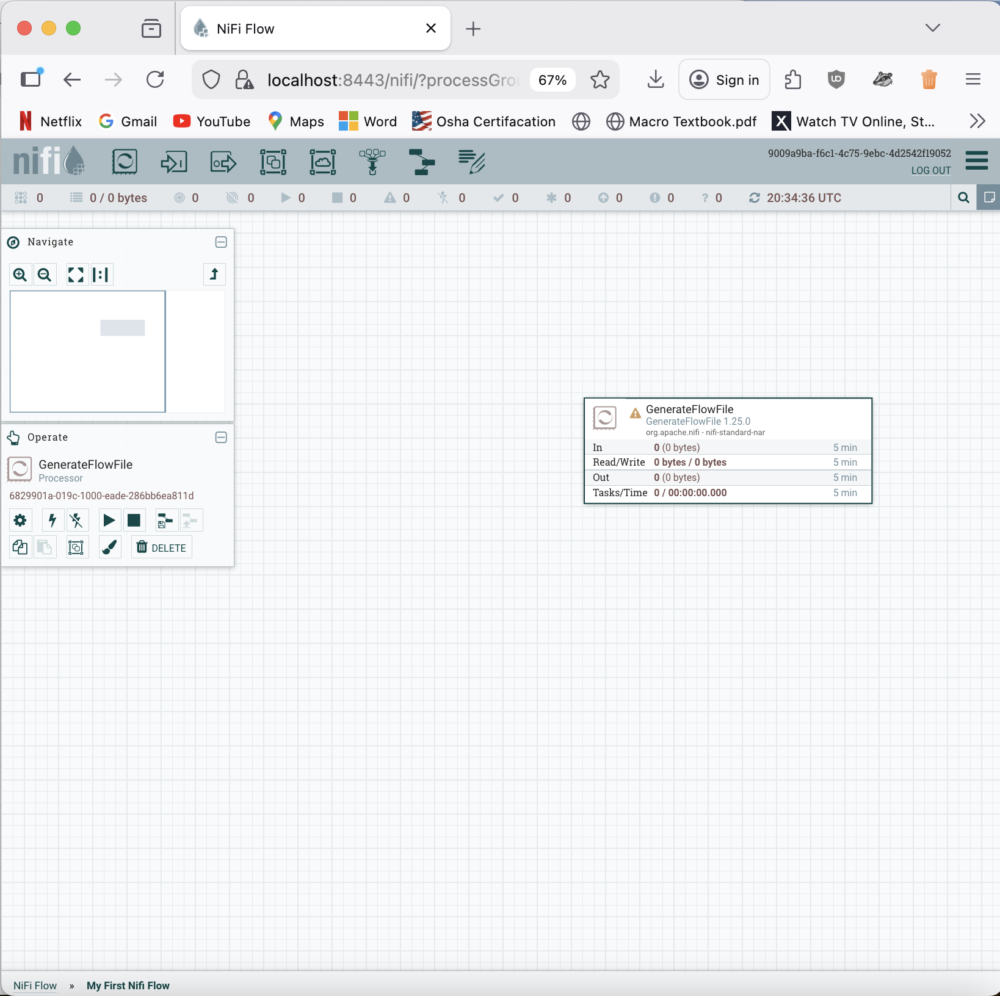 NiFi Flow
localhost:8443/nifi/?processGrou 67% Sign in
Netflix Gmail YouTube Maps Word Osha Certifacation Macro Textbook.pdf Watch TV Online, St...
nifi
9009a9ba-f6c1-4c75-9ebc-4d2542f19052
LOG OUT
0 0 / 0 bytes 0 0 0 0 0 0 0 0 0 0 ? 0 20:34:36 UTC
Navigate
GenerateFlowFile
GenerateFlowFile 1.25.0
org.apache.nifi - nifi-standard-nar
In 0 (0 bytes) 5 min
Read/Write 0 bytes / 0 bytes 5 min
Out 0 (0 bytes) 5 min
Tasks/Time 0 / 00:00:00.000 5 min
Operate
GenerateFlowFile
Processor
6829901a-019c-1000-eade-286bb6ea811d
DELETE
NiFi Flow » My First Nifi Flow